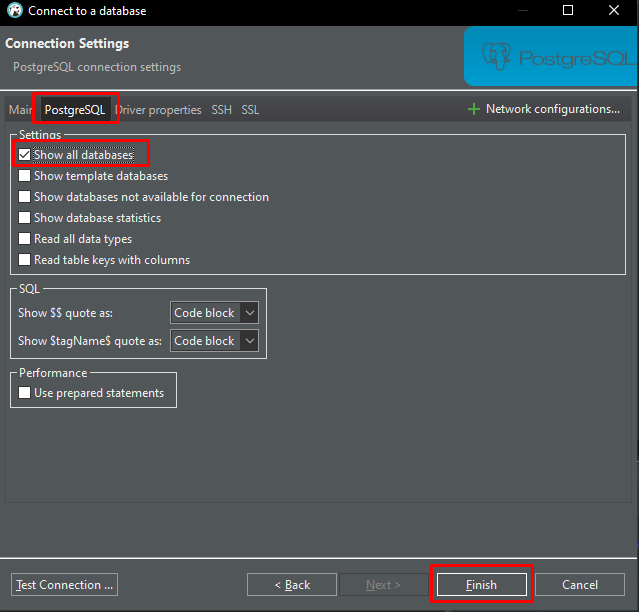 Connect to a database
Connection Settings
PostgreSQL connection settings
PostgreSQL
Main PostgreSQL Driver properties SSH SSL Network configurations...
Settings
Show all databases
Show template databases
Show databases not available for connection
Show database statistics
Read all data types
Read table keys with columns
SQL
Show $$ quote as: Code block
Show $tagName$ quote as: Code block
Performance
Use prepared statements
Test Connection ... < Back Next > Finish Cancel